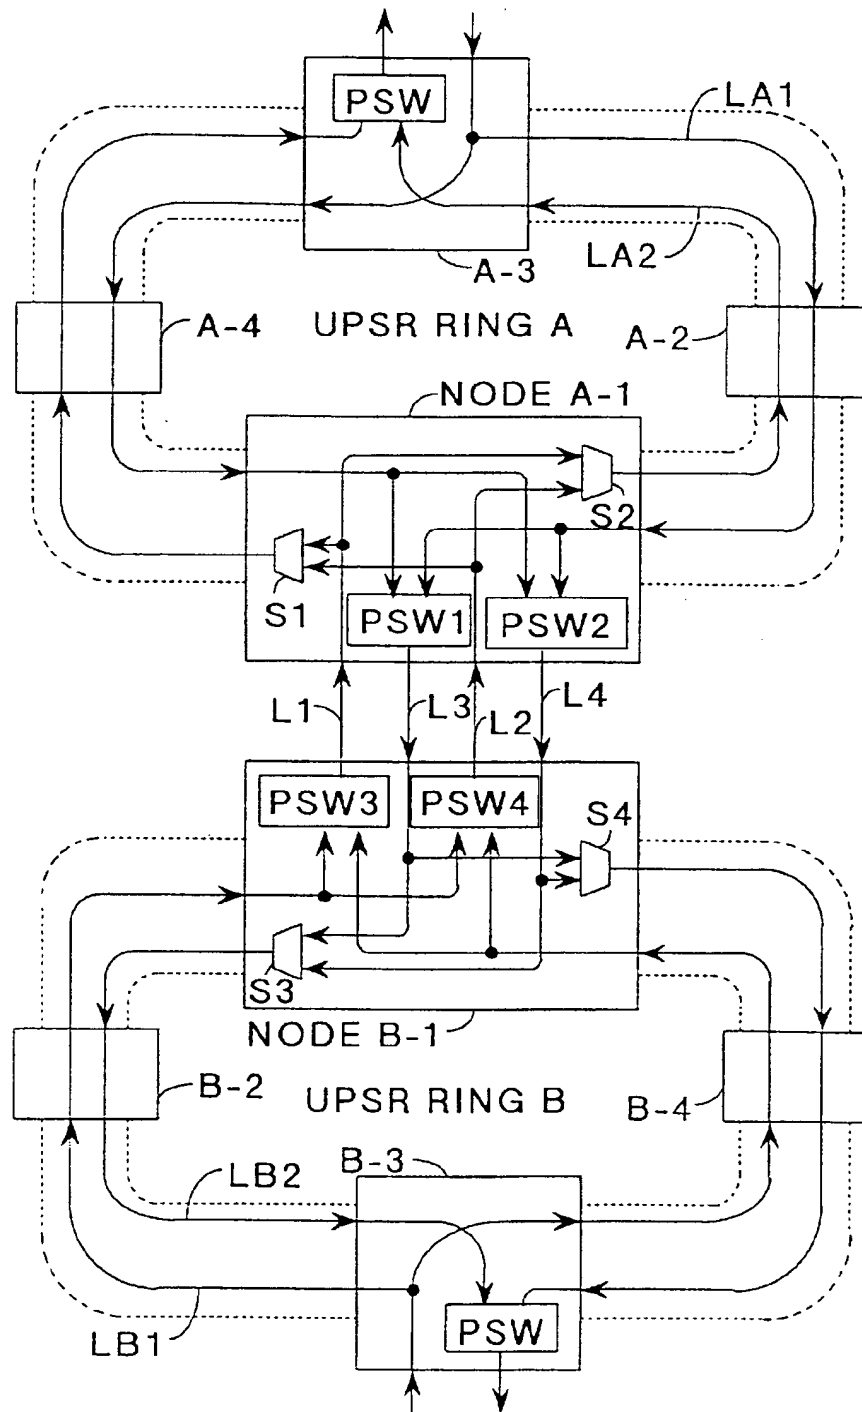 PSW
LA1
LA2
A-3
A-4
UPSR RING A
A-2
NODE A-1
S2
S1
PSW1
PSW2
L1
L3
L2
L4
PSW3
PSW4
S4
S3
NODE B-1
B-2
UPSR RING B
B-4
B-3
LB2
LB1
PSW